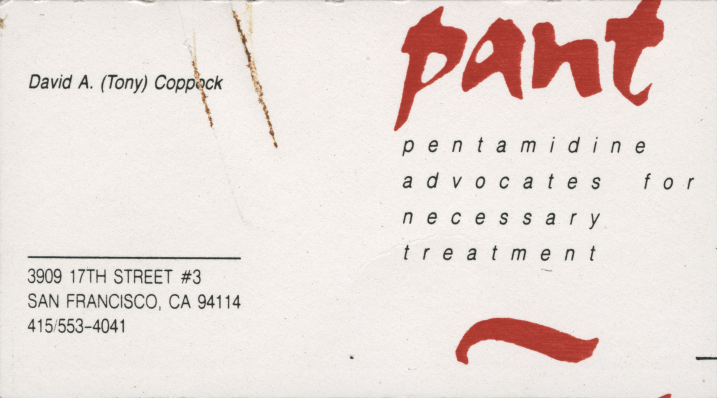 David A. (Tony) Coppock
3909 17TH STREET #3
SAN FRANCISCO, CA 94114
415/553-4041
pant
pentamidine
advocates for
necessary
treatment